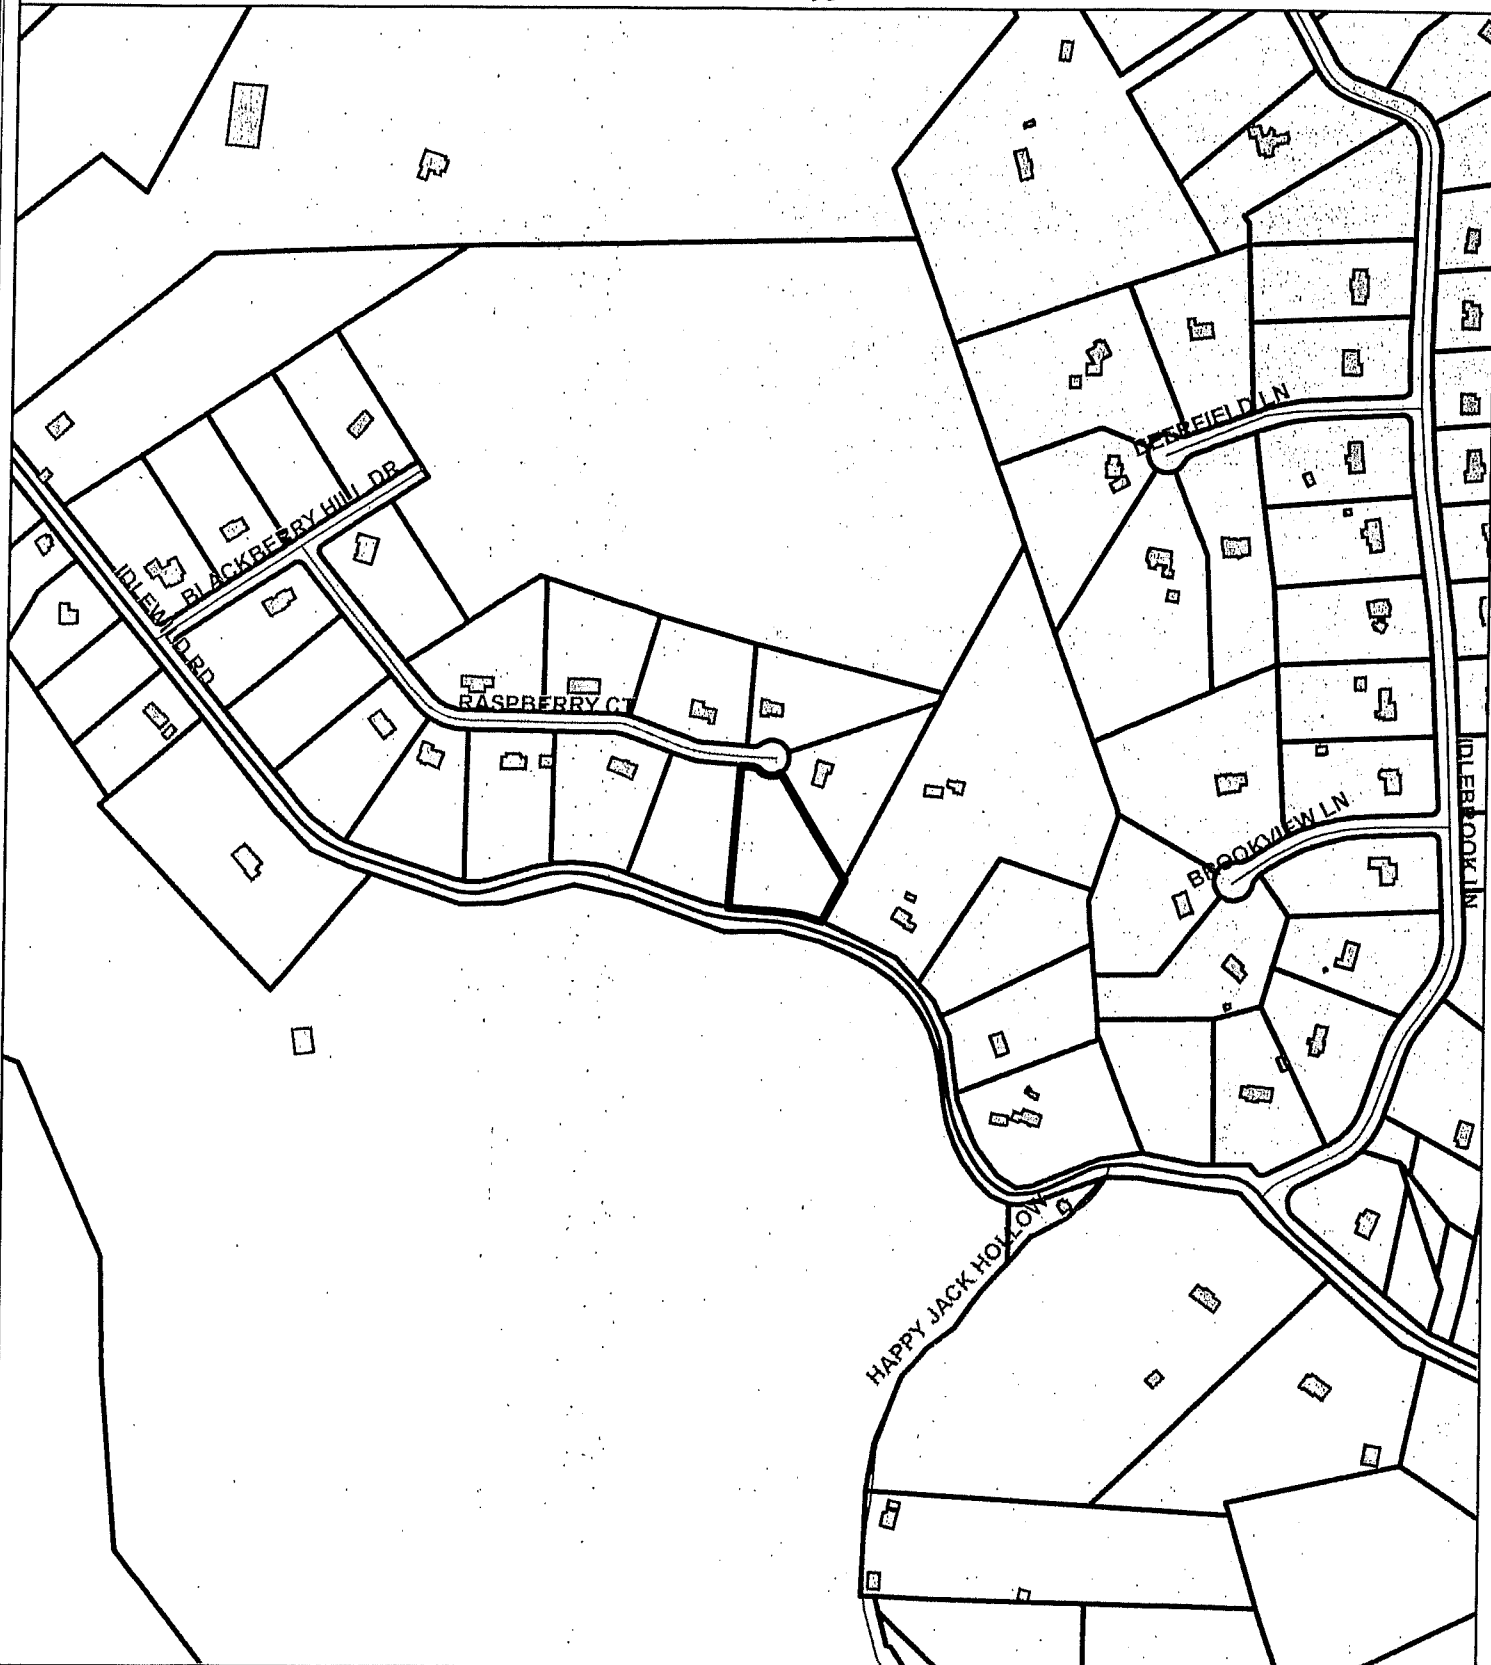 DEERFIELD LN
BLACKBERRY HILL DR
IDLEWILD RD
RASPBERRY CT
IDLEBROOK LN
BROOKVIEW LN
HAPPY JACK HOLLOW